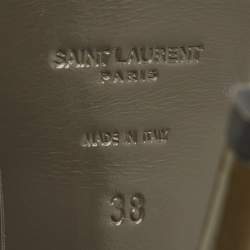 SAINT LAURENT
PARIS
MADE IN ITALY
38